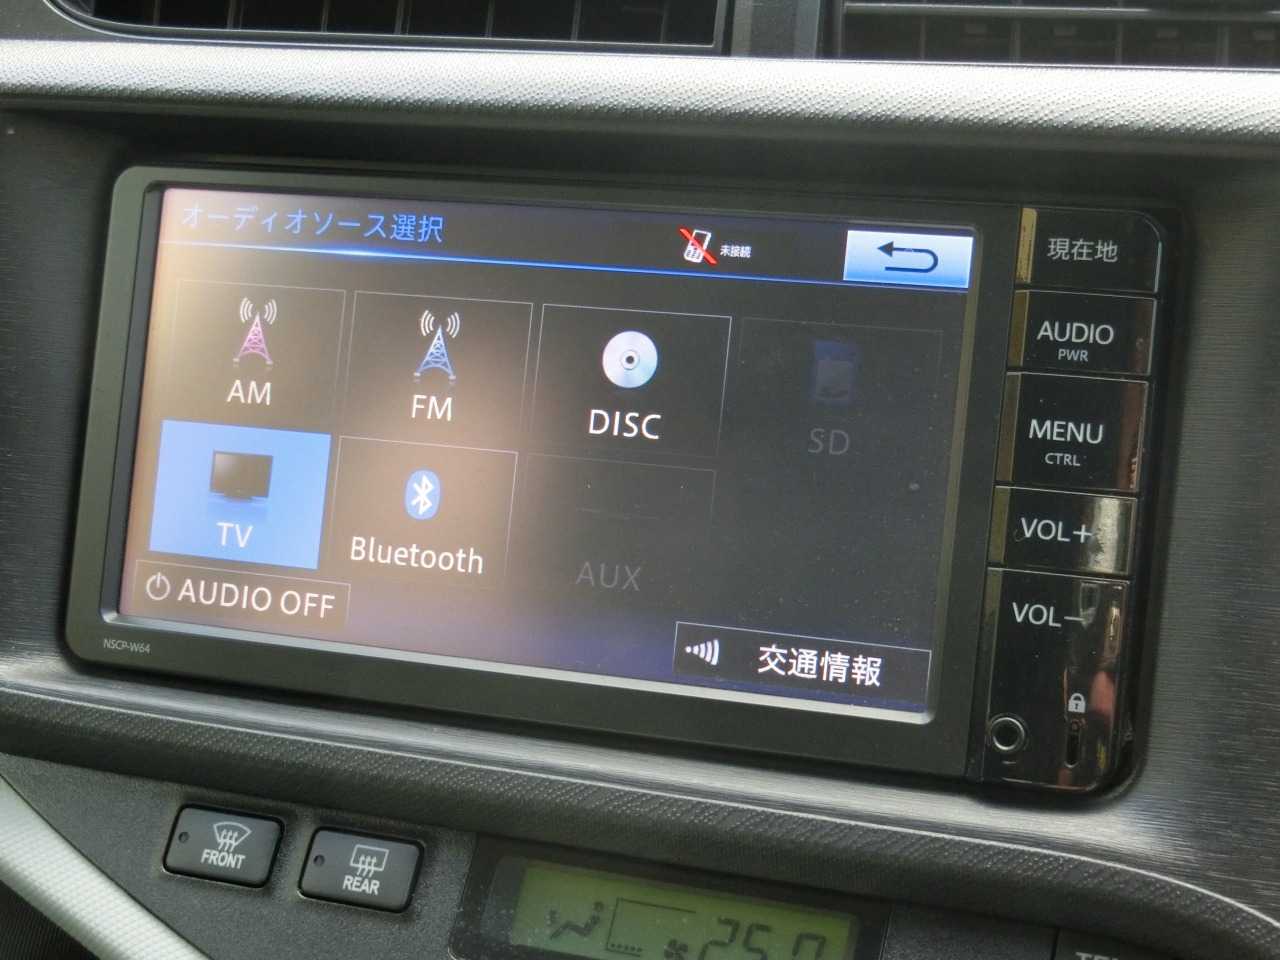 オーディオソース選択
未接続
現在地
AM
FM
DISC
SD
AUDIO
PWR
MENU
CTRL
TV
Bluetooth
AUX
VOL+
VOL-
AUDIO OFF
交通情報
NSCP-W64
FRONT
REAR
25.0